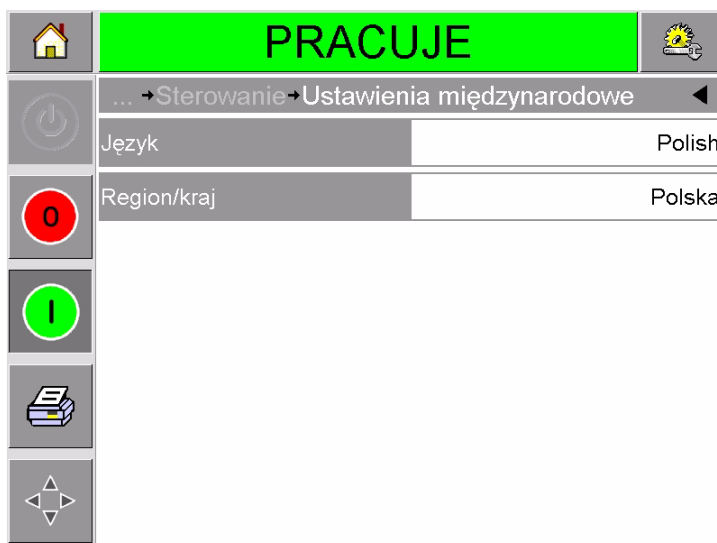 PRACUJE
... →Sterowanie→Ustawienia międzynarodowe
Język Polish
Region/kraj Polska
0
I